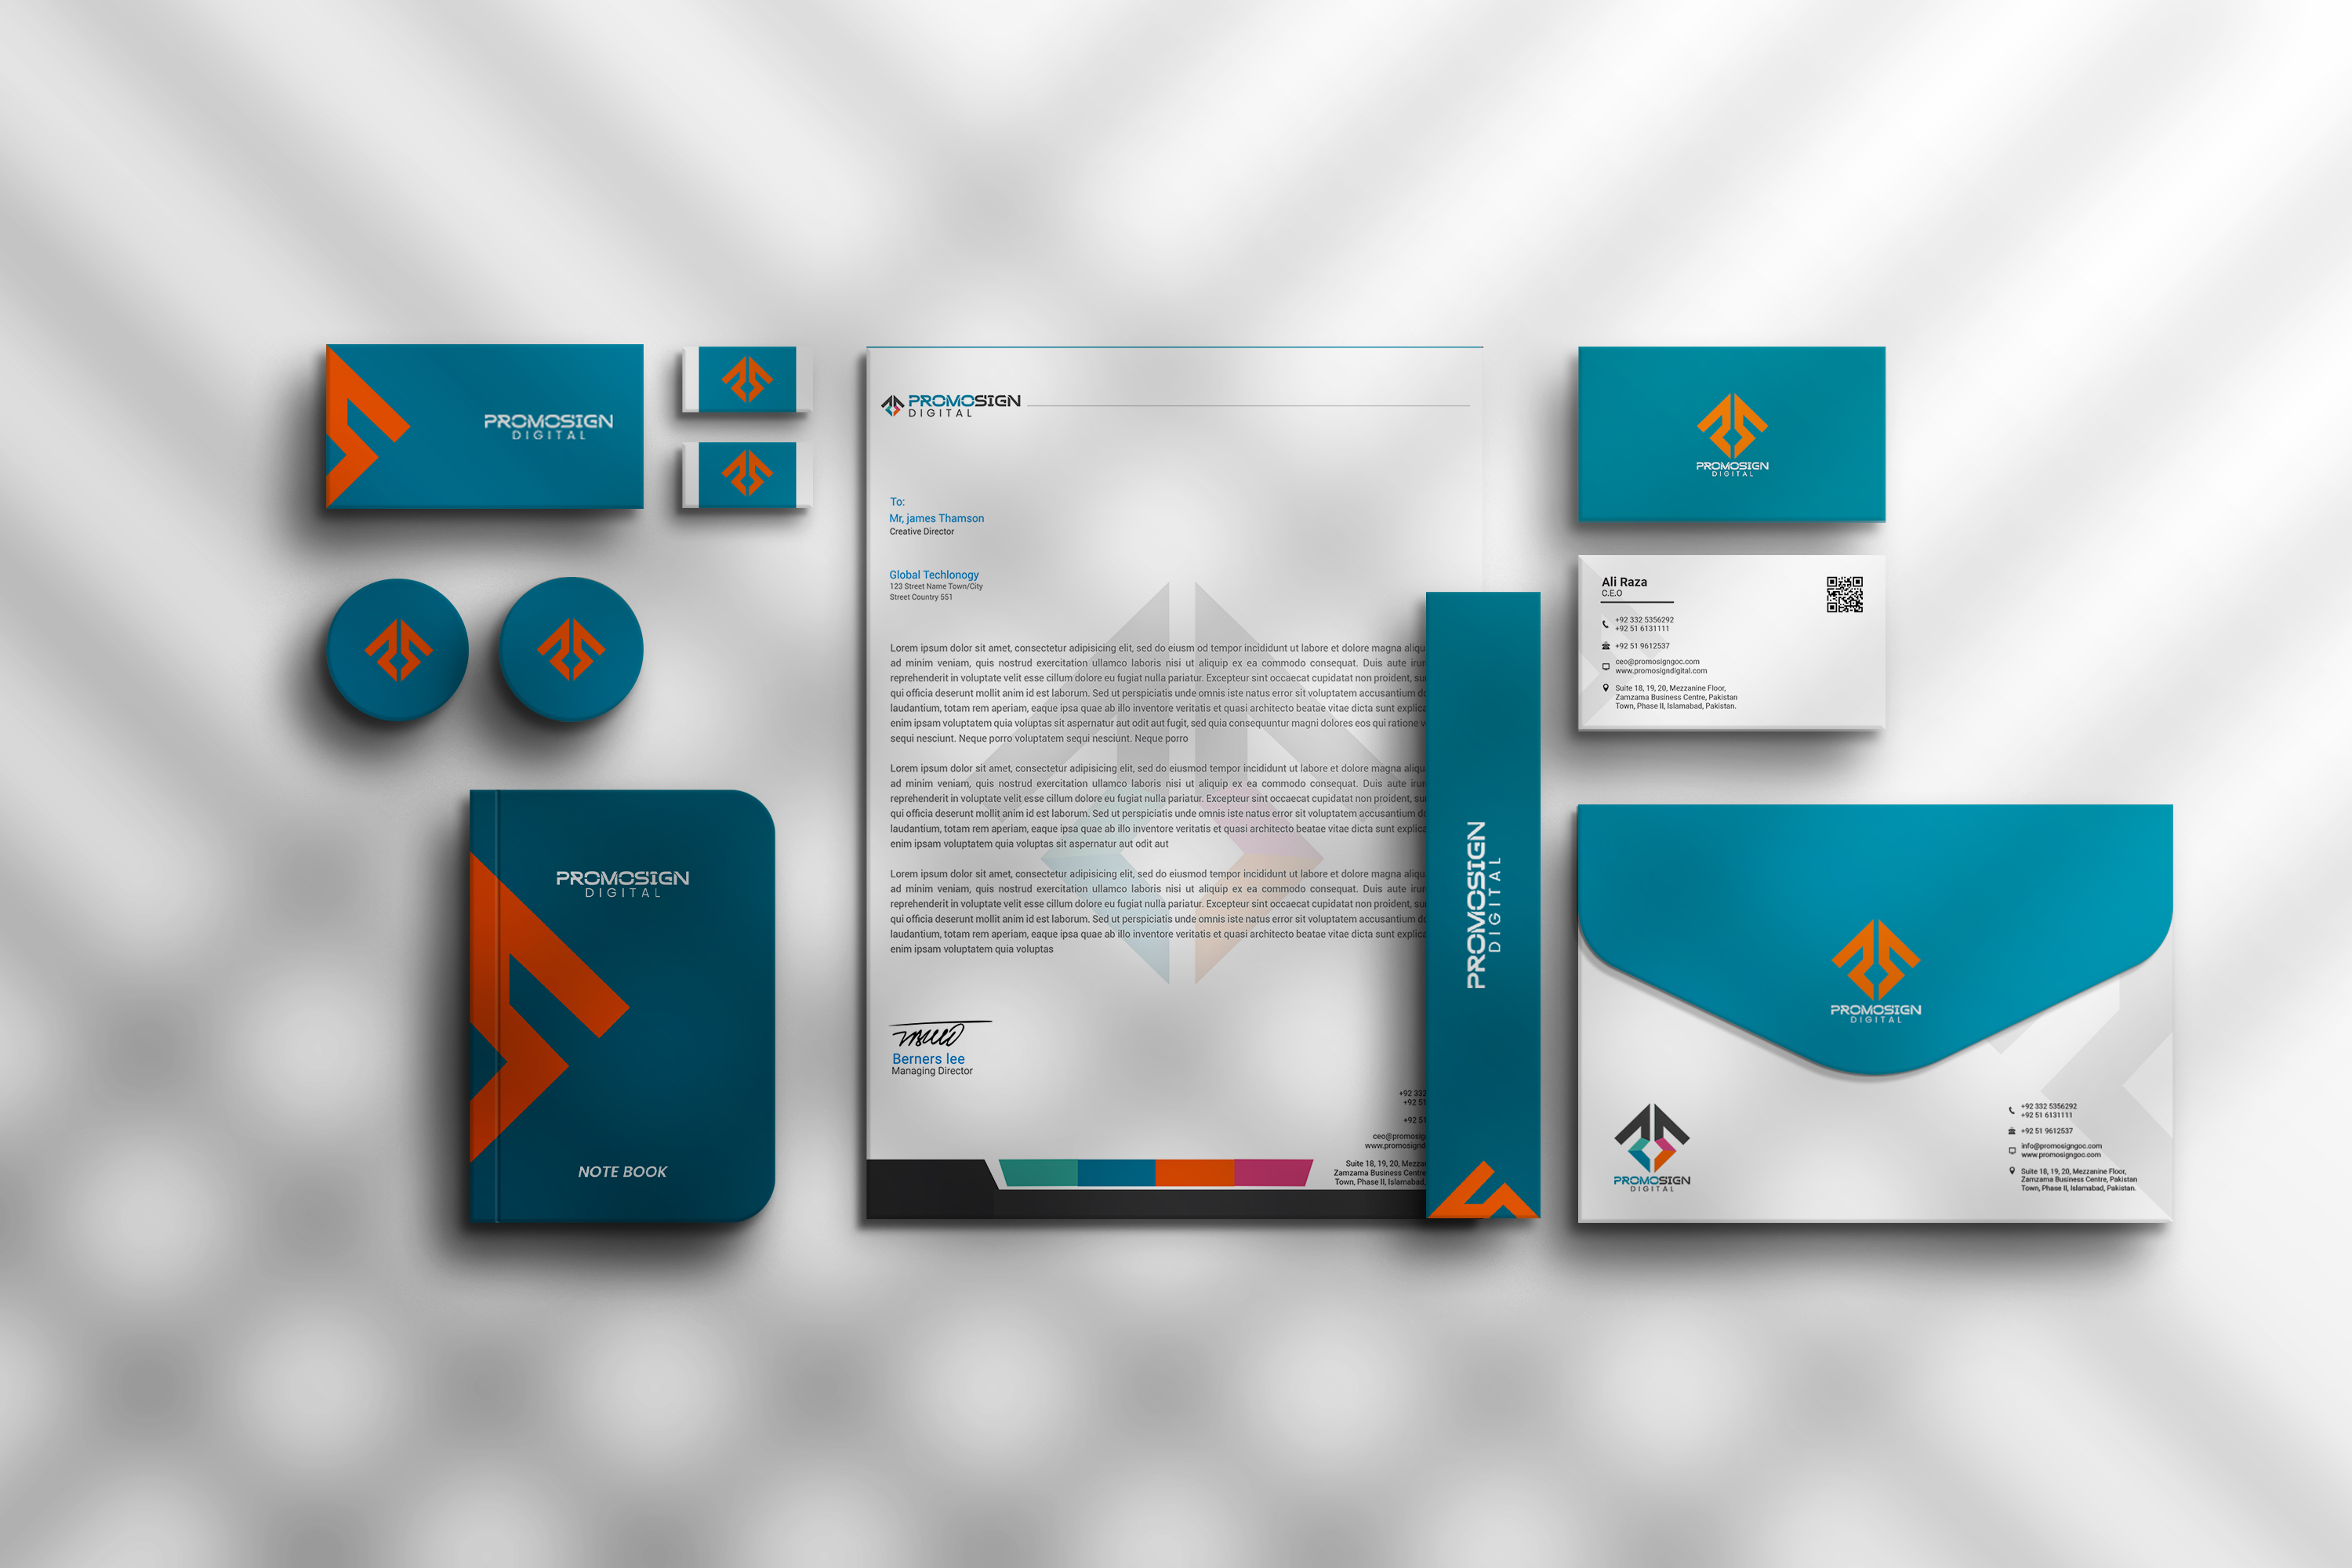 PROMOSIGN
DIGITAL
NOTE BOOK
PROMOSIGN
DIGITAL
PROMOSIGN
DIGITAL
To:
Mr, james Thamson
Creative Director
Global Techlonogy
123 Street Name Town/City
Street Country 551
Lorem ipsum dolor sit amet, consectetur adipisicing elit, sed do eiusm od tempor incididunt ut labore et dolore magna aliqu
ad minim veniam, quis nostrud exercitation ullamco laboris nisi ut aliquip ex ea commodo consequat. Duis aute irur
reprehenderit in voluptate velit esse cillum dolore eu fugiat nulla pariatur. Excepteur sint occaecat cupidatat non proident, su
qui officia deserunt mollit anim id est laborum. Sed ut perspiciatis unde omnis iste natus error sit voluptatem accusantium do
laudantium, totam rem aperiam, eaque ipsa quae ab illo inventore veritatis et quasi architecto beatae vitae dicta sunt explica
enim ipsam voluptatem quia voluptas sit aspernatur aut odit aut fugit, sed quia consequuntur magni dolores eos qui ratione v
sequi nesciunt. Neque porro voluptatem sequi nesciunt. Neque porro
Lorem ipsum dolor sit amet, consectetur adipisicing elit, sed do eiusmod tempor incididunt ut labore et dolore magna aliqu
ad minim veniam, quis nostrud exercitation ullamco laboris nisi ut aliquip ex ea commodo consequat. Duis aute irur
reprehenderit in voluptate velit esse cillum dolore eu fugiat nulla pariatur. Excepteur sint occaecat cupidatat non proident, su
qui officia deserunt mollit anim id est laborum. Sed ut perspiciatis unde omnis iste natus error sit voluptatem accusantium do
laudantium, totam rem aperiam, eaque ipsa quae ab illo inventore veritatis et quasi architecto beatae vitae dicta sunt explica
enim ipsam voluptatem quia voluptas sit aspernatur aut odit aut
Lorem ipsum dolor sit amet, consectetur adipisicing elit, sed do eiusmod tempor incididunt ut labore et dolore magna aliqu
ad minim veniam, quis nostrud exercitation ullamco laboris nisi ut aliquip ex ea commodo consequat. Duis aute irur
reprehenderit in voluptate velit esse cillum dolore eu fugiat nulla pariatur. Excepteur sint occaecat cupidatat non proident, su
qui officia deserunt mollit anim id est laborum. Sed ut perspiciatis unde omnis iste natus error sit voluptatem accusantium do
laudantium, totam rem aperiam, eaque ipsa quae ab illo inventore veritatis et quasi architecto beatae vitae dicta sunt explica
enim ipsam voluptatem quia voluptas
Berners lee
Managing Director
+92 332
+92 51
+92 51
ceo@promosig
www.promosignd
Suite 18, 19, 20, Mezza
Zamzama Business Centre
Town, Phase II, Islamabad,
PROMOSIGN
DIGITAL
PROMOSIGN
DIGITAL
Ali Raza
C.E.O
+92 332 5356292
+92 51 6131111
+92 51 9612537
ceo@promosigngoc.com
www.promosigndigital.com
Suite 18, 19, 20, Mezzanine Floor,
Zamzama Business Centre, Pakistan
Town, Phase II, Islamabad, Pakistan.
PROMOSIGN
DIGITAL
PROMOSIGN
DIGITAL
+92 332 5356292
+92 51 6131111
+92 51 9612537
info@promosigngoc.com
www.promosigngoc.com
Suite 18, 19, 20, Mezzanine Floor,
Zamzama Business Centre, Pakistan
Town, Phase II, Islamabad, Pakistan.